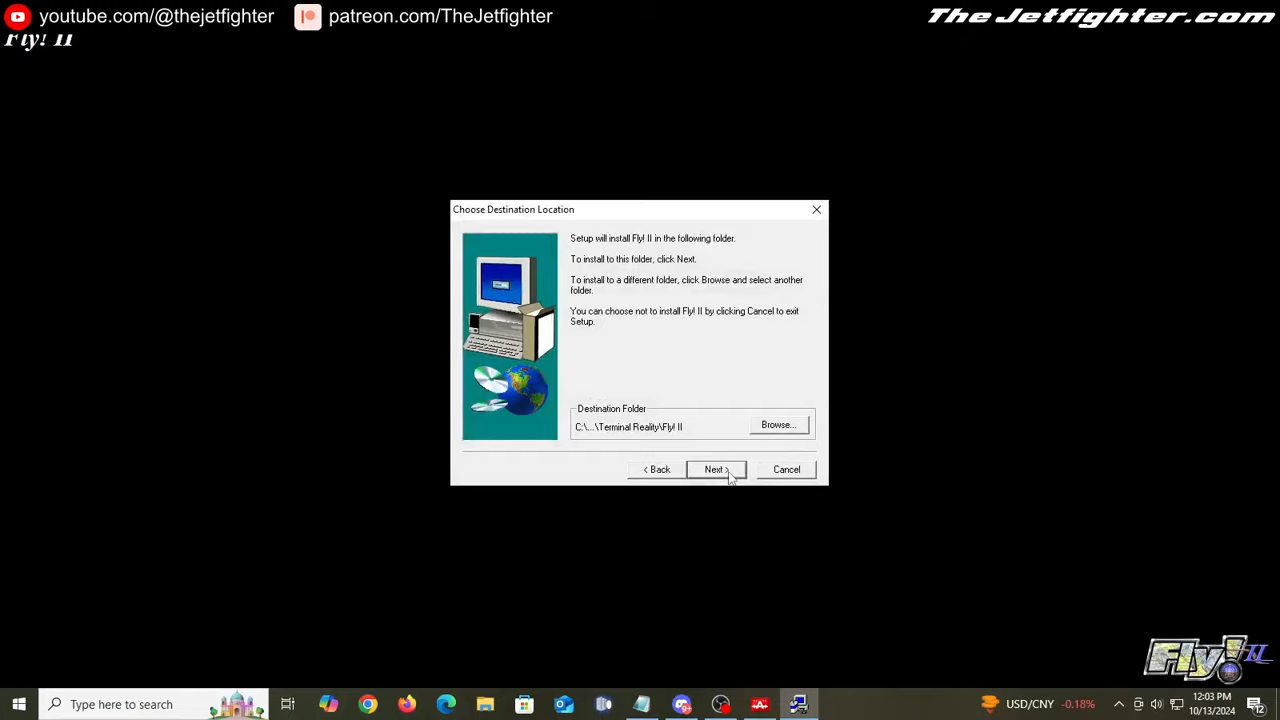 youtube.com/@thejetfighter
patreon.com/TheJetfighter
TheJetfighter.com
Fly! II
Choose Destination Location
Setup will install Fly! II in the following folder.
To install to this folder, click Next.
To install to a different folder, click Browse and select another
folder.
You can choose not to install Fly! II by clicking Cancel to exit
Setup.
Destination Folder
C:\...\Terminal Reality\Fly! II
Browse...
< Back
Next >
Cancel
Fly! II
Type here to search
USD/CNY -0.18%
12:03 PM
10/13/2024
12